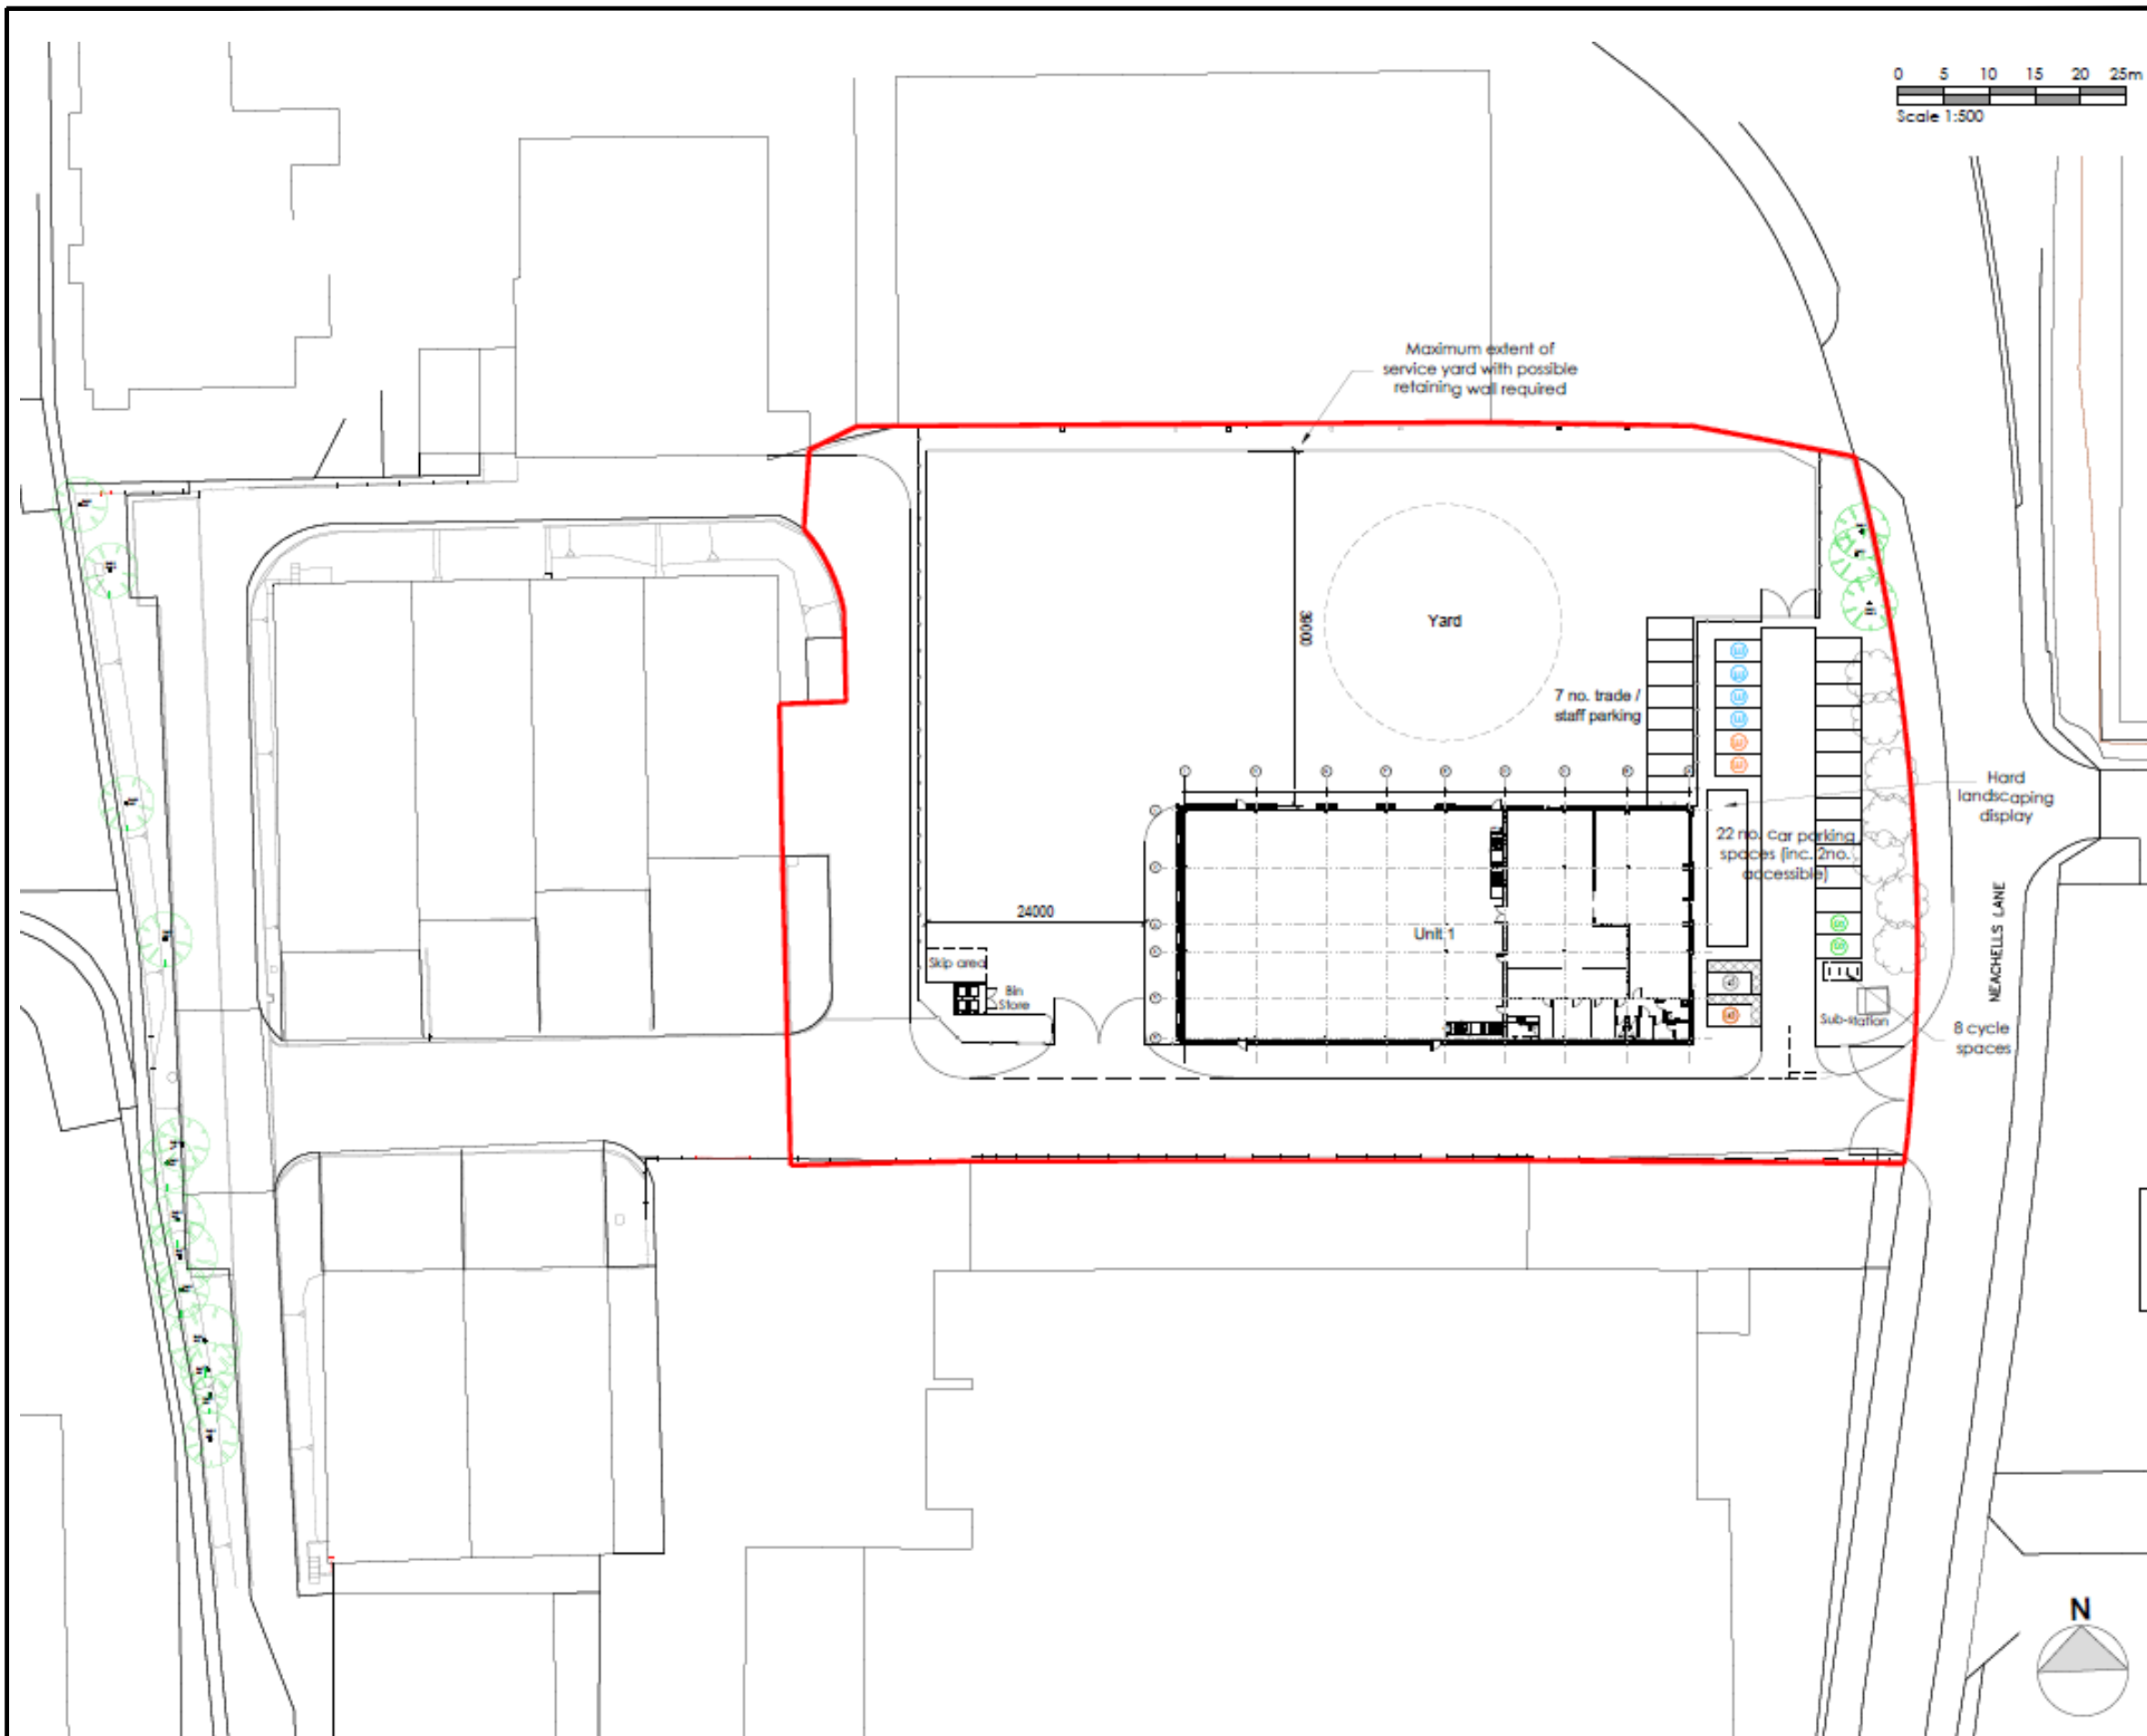 0 5 10 15 20 25m
Scale 1:500
Maximum extent of
service yard with possible
retaining wall required
39000
Yard
7 no. trade /
staff parking
Hard
landscaping
display
22 no. car parking
spaces (inc. 2no.
accessible)
24000
Unit 1
Skip area
Bin
Store
NEACHELLS LANE
Sub-station
8 cycle
spaces
N